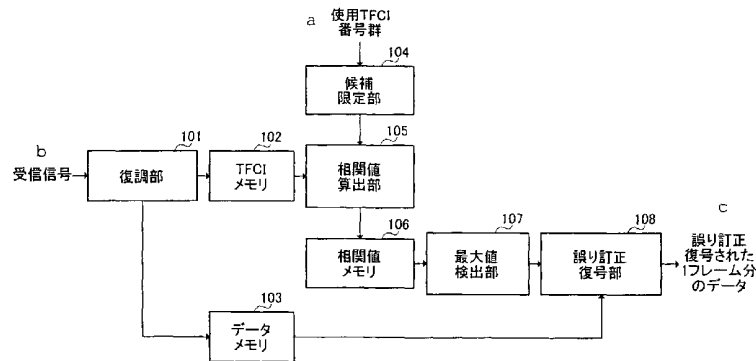 a
使用TFCI
番号群
104
候補
限定部
b
受信信号
101
復調部
102
TFCI
メモリ
105
相関値
算出部
106
相関値
メモリ
107
最大値
検出部
108
誤り訂正
復号部
c
誤り訂正
復号された
1フレーム分
のデータ
103
データ
メモリ